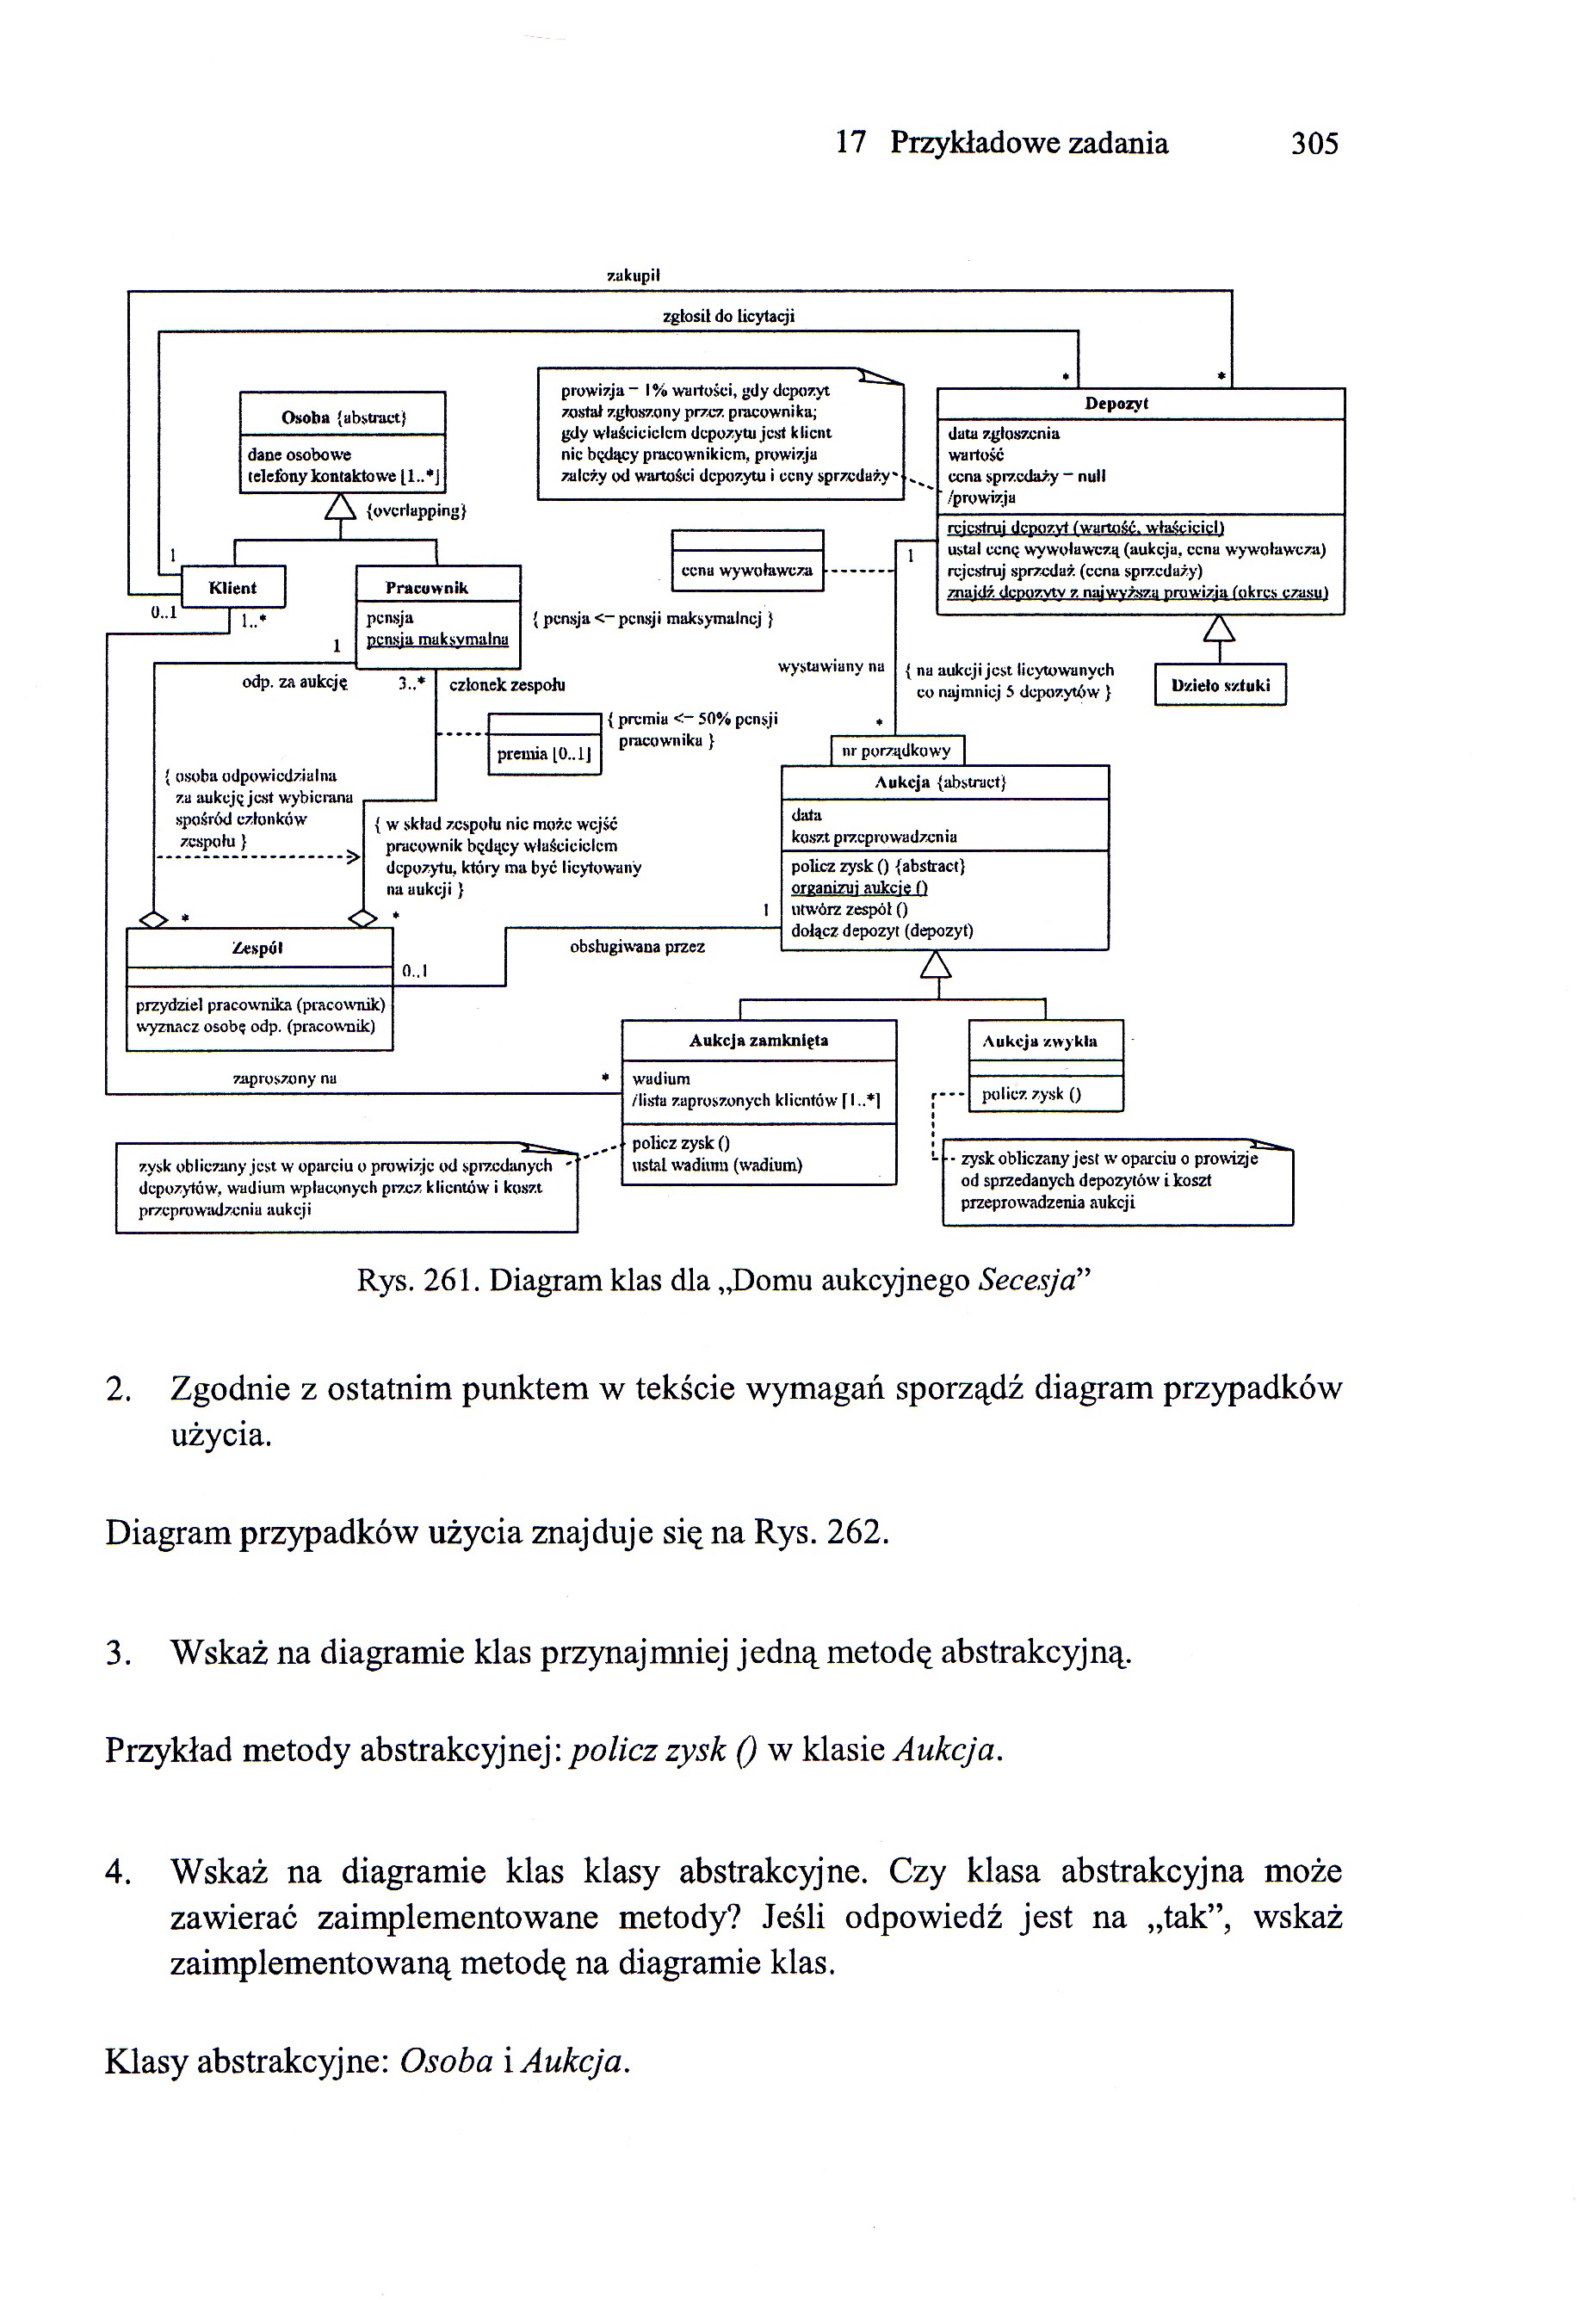 17 Przykładowe zadania 305
zakupił
zgłosił do licytacji
prowizja = 1% wartości, gdy depozyt
został zgłoszony przez pracownika;
gdy właścicielem depozytu jest klient
nie będący pracownikiem, prowizja
zależy od wartości depozytu i ceny sprzedaży
*
*
Depozyt
data zgłoszenia
wartość
cena sprzedaży = null
/prowizja
rejestruj depozyt (wartość, właściciel)
ustal cenę wywoławczą (aukcja, cena wywoławcza)
rejestruj sprzedaż (cena sprzedaży)
znajdź depozyty z najwyższą prowizją (okres czasu)
Osoba {abstract}
dane osobowe
telefony kontaktowe [1..*]
{overlapping}
1
Klient
0..1
1..*
Pracownik
pensja
pensja maksymalna
{ pensja <= pensji maksymalnej }
cena wywoławcza
1
1
odp. za aukcję
3..*
członek zespołu
wystawiany na
{ na aukcji jest licytowanych
co najmniej 5 depozytów }
Dzieło sztuki
premia [0..1]
{ premia <= 50% pensji
pracownika }
*
nr porządkowy
Aukcja {abstract}
data
koszt przeprowadzenia
policz zysk () {abstract}
organizuj aukcję ()
utwórz zespół ()
dołącz depozyt (depozyt)
{ osoba odpowiedzialna
za aukcję jest wybierana
spośród członków
zespołu }
{ w skład zespołu nie może wejść
pracownik będący właścicielem
depozytu, który ma być licytowany
na aukcji }
*
*
1
Zespół
obsługiwana przez
0..1
przydziel pracownika (pracownik)
wyznacz osobę odp. (pracownik)
zaproszony na
*
Aukcja zamknięta
wadium
/lista zaproszonych klientów [1..*]
policz zysk ()
ustal wadium (wadium)
Aukcja zwykła
policz zysk ()
zysk obliczany jest w oparciu o prowizje od sprzedanych
depozytów, wadium wpłaconych przez klientów i koszt
przeprowadzenia aukcji
zysk obliczany jest w oparciu o prowizje
od sprzedanych depozytów i koszt
przeprowadzenia aukcji
Rys. 261. Diagram klas dla „Domu aukcyjnego Secesja”
2. Zgodnie z ostatnim punktem w tekście wymagań sporządź diagram przypadków
użycia.
Diagram przypadków użycia znajduje się na Rys. 262.
3. Wskaż na diagramie klas przynajmniej jedną metodę abstrakcyjną.
Przykład metody abstrakcyjnej: policz zysk () w klasie Aukcja.
4. Wskaż na diagramie klas klasy abstrakcyjne. Czy klasa abstrakcyjna może
zawierać zaimplementowane metody? Jeśli odpowiedź jest na „tak”, wskaż
zaimplementowaną metodę na diagramie klas.
Klasy abstrakcyjne: Osoba i Aukcja.